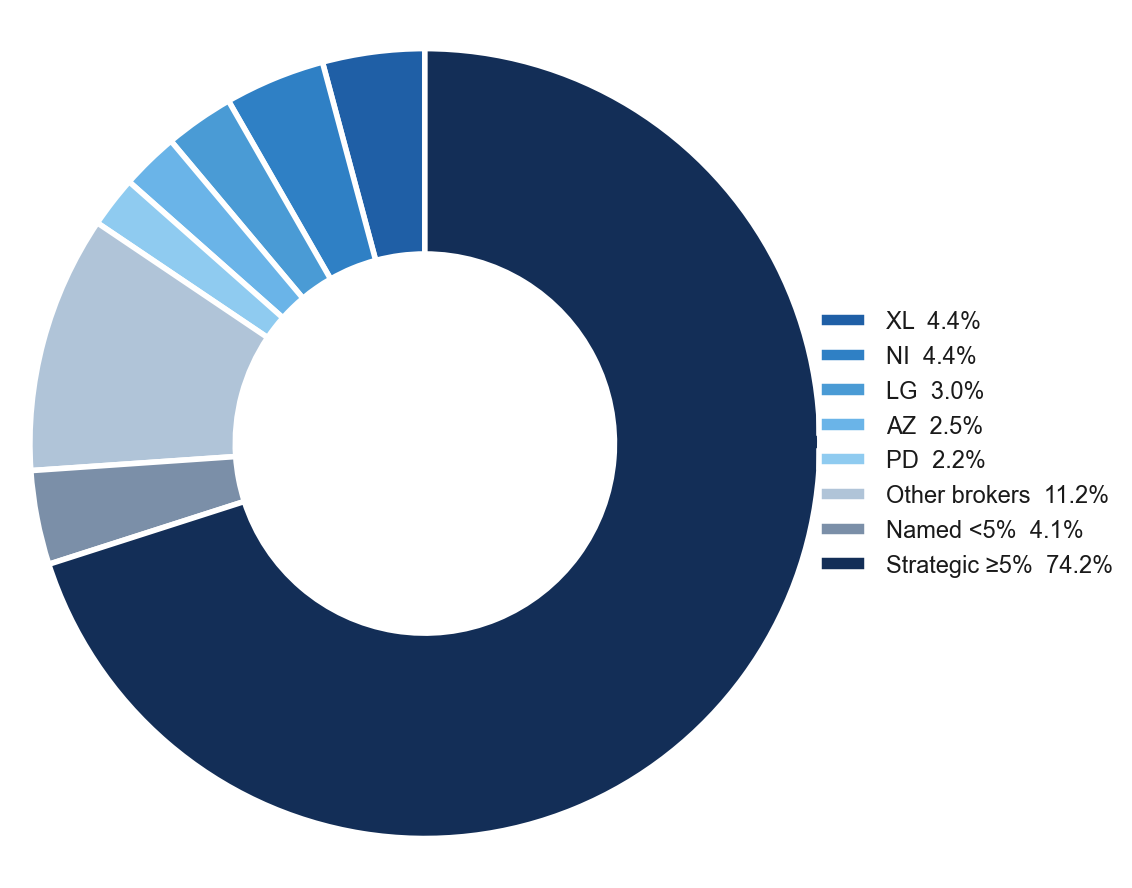 XL  4.4%
NI  4.4%
LG  3.0%
AZ  2.5%
PD  2.2%
Other brokers  11.2%
Named <5%  4.1%
Strategic ≥5%  74.2%